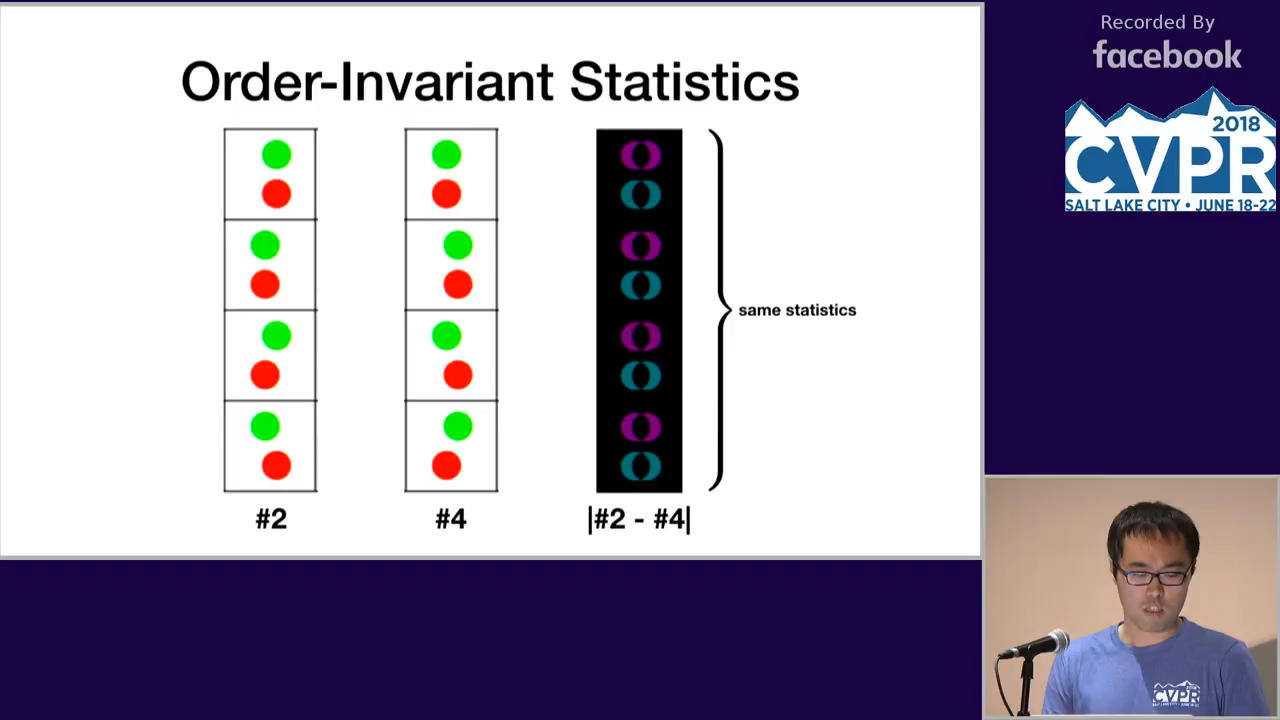 Order-Invariant Statistics
same statistics
#2
#4
|#2 - #4|
Recorded By
facebook
2018
CVPR
SALT LAKE CITY • JUNE 18-22
CVPR